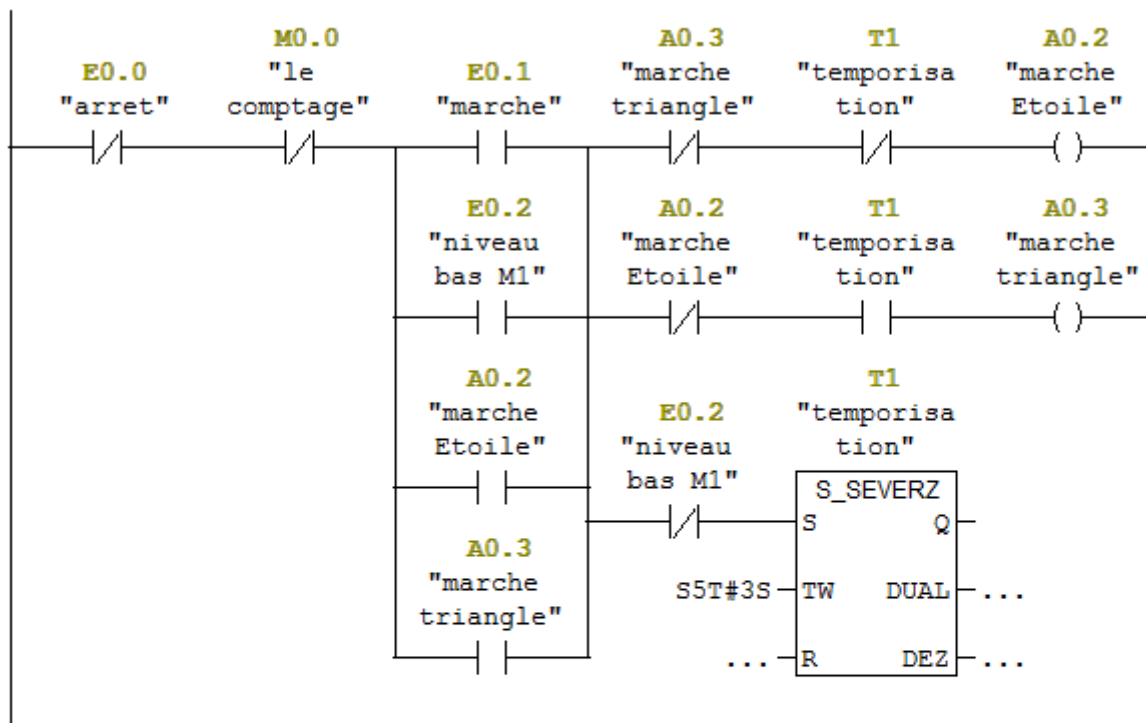 M0.0 A0.3 T1 A0.2
E0.0 "le E0.1 "marche "temporisa "marche
"arret" comptage" "marche" triangle" tion" Etoile"
E0.2 A0.2 T1 A0.3
"niveau "marche "temporisa "marche
bas M1" Etoile" tion" triangle"
A0.2 T1
"marche E0.2 "temporisa
Etoile" "niveau tion"
bas M1" S_SEVERZ
S Q
A0.3
"marche S5T#3S TW DUAL ...
triangle"
... R DEZ ...